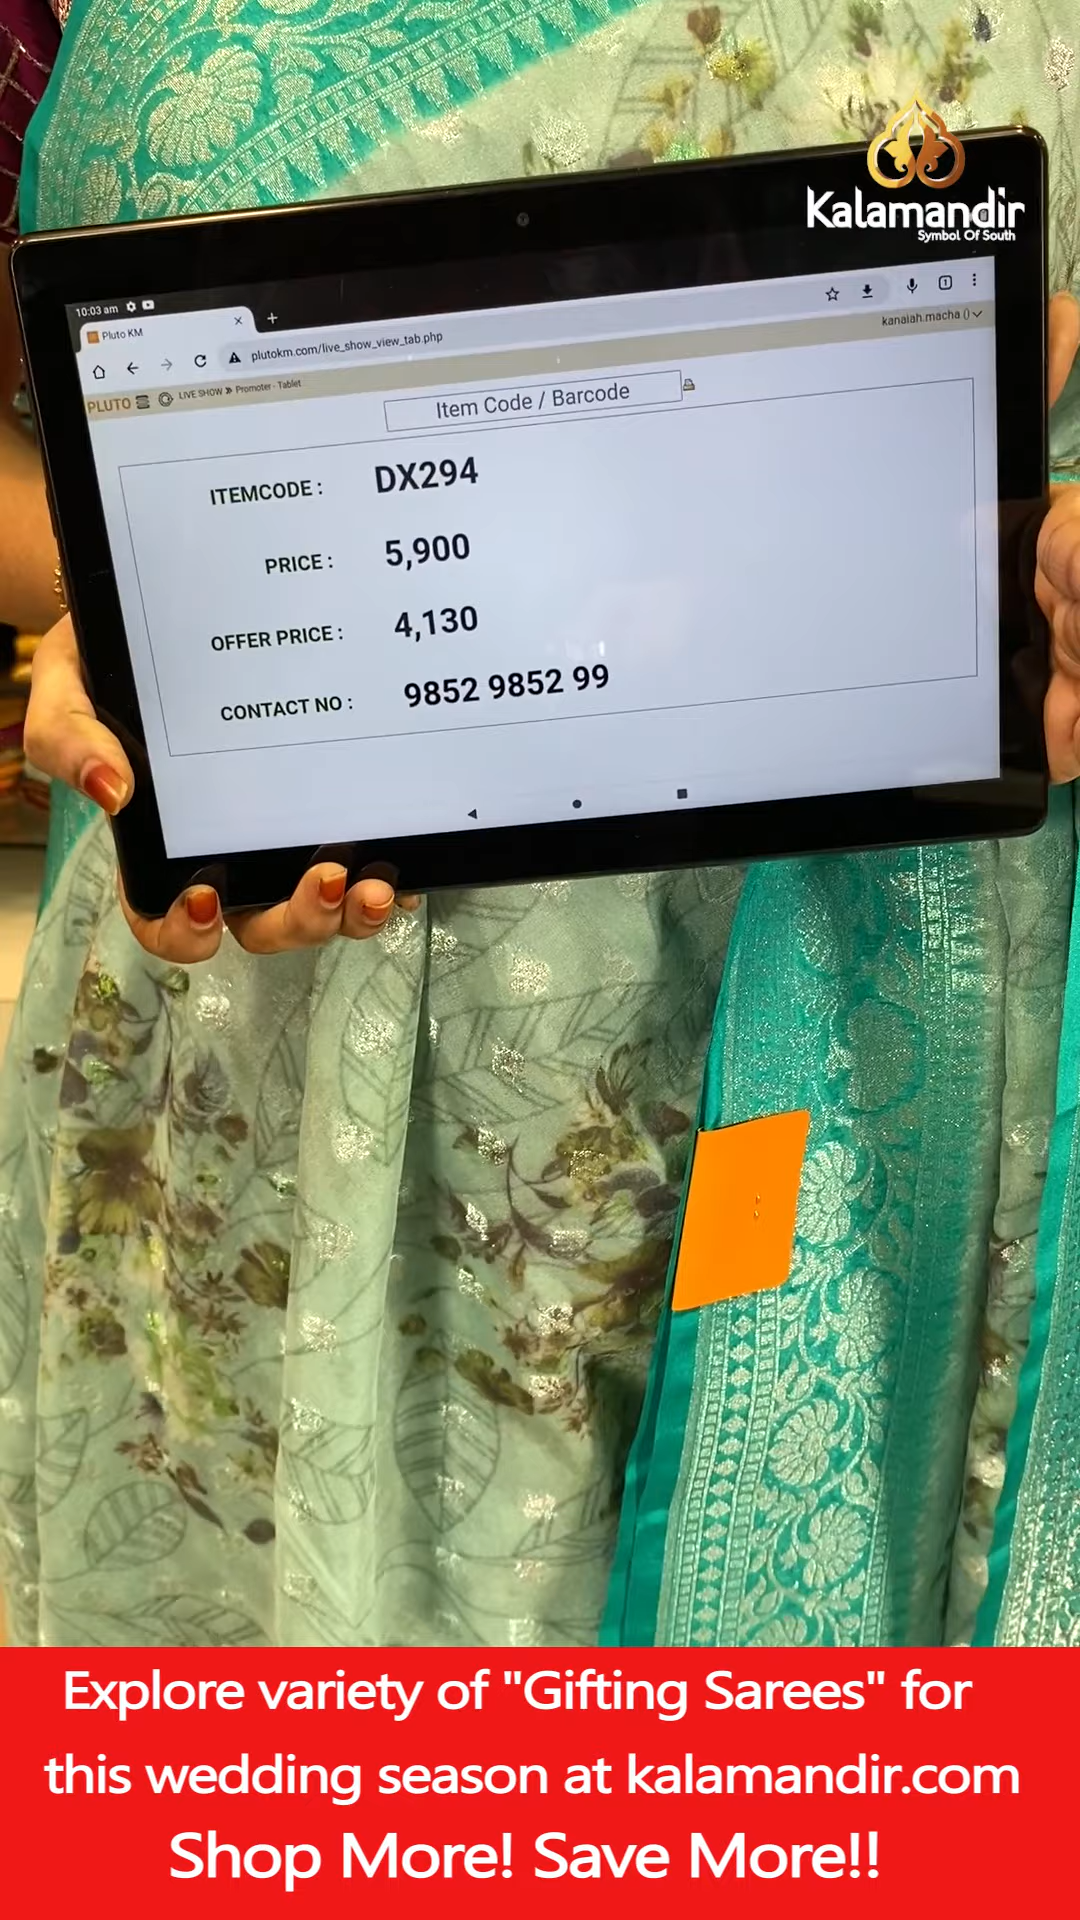 Kalamandir
Symbol Of South
10:03 am
Pluto KM
plutokm.com/live_show_view_tab.php
kanaiah.macha ()
PLUTO
LIVE SHOW » Promoter - Tablet
Item Code / Barcode
ITEMCODE : DX294
PRICE : 5,900
OFFER PRICE : 4,130
CONTACT NO : 9852 9852 99
Explore variety of "Gifting Sarees" for
this wedding season at kalamandir.com
Shop More! Save More!!